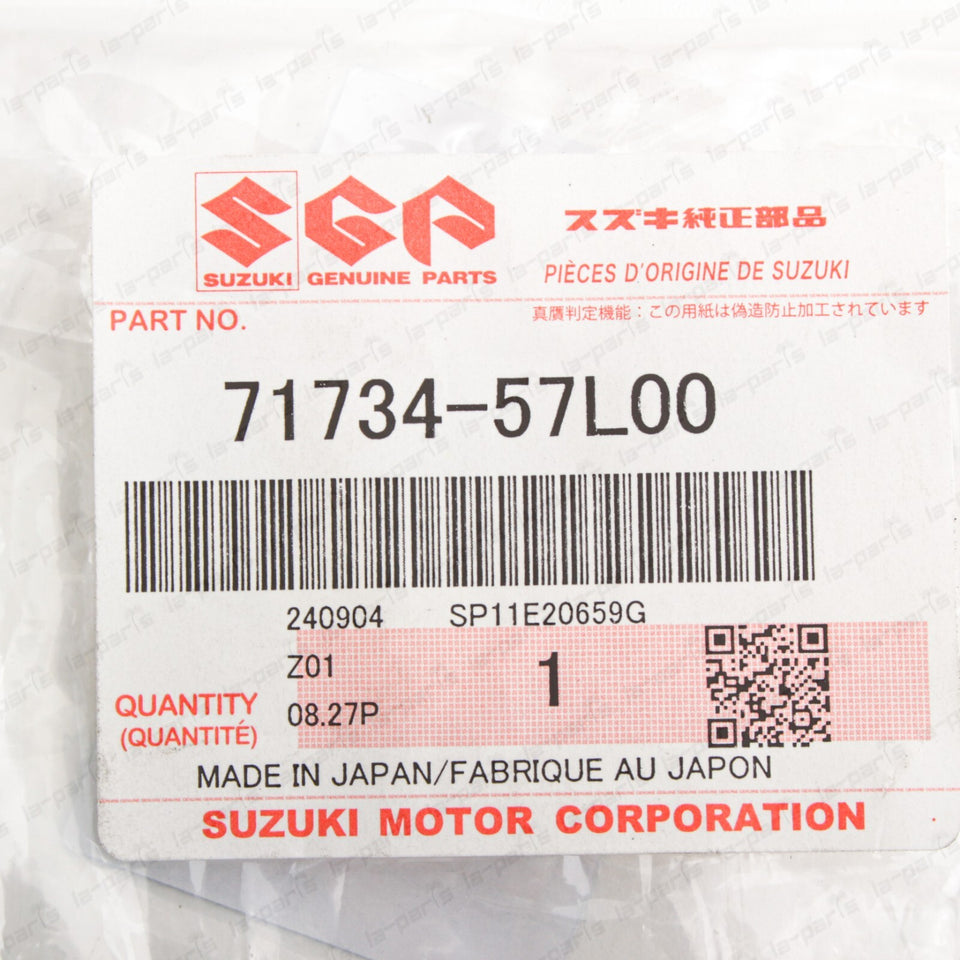 SGP
スズキ純正部品
SUZUKI GENUINE PARTS
PIÈCES D'ORIGINE DE SUZUKI
PART NO.
真贋判定機能：この用紙は偽造防止加工されています
71734-57L00
240904 SP11E20659G
Z01
1
QUANTITY
(QUANTITÉ)
08.27P
MADE IN JAPAN/FABRIQUE AU JAPON
SUZUKI MOTOR CORPORATION
la-parts